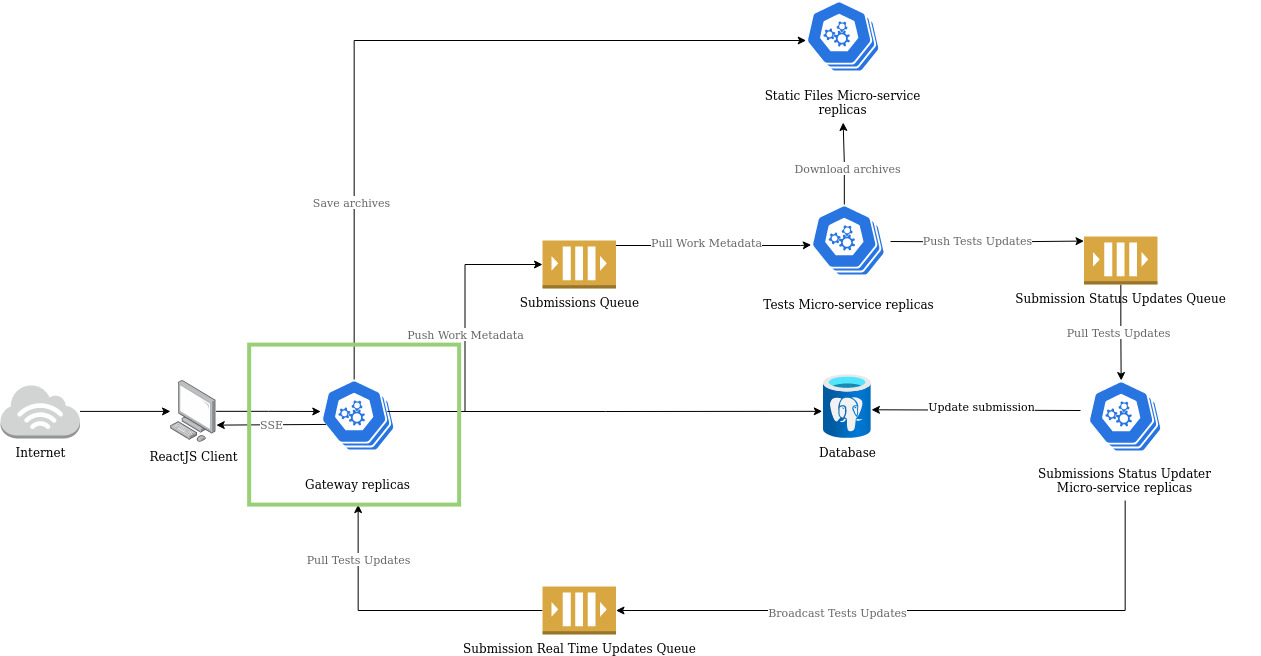 Static Files Micro-service
replicas
Download archives
Save archives
Pull Work Metadata
Push Tests Updates
Submissions Queue
Tests Micro-service replicas
Submission Status Updates Queue
Push Work Metadata
Pull Tests Updates
SSE
Update submission
Internet
ReactJS Client
Gateway replicas
Database
Submissions Status Updater
Micro-service replicas
Pull Tests Updates
Broadcast Tests Updates
Submission Real Time Updates Queue